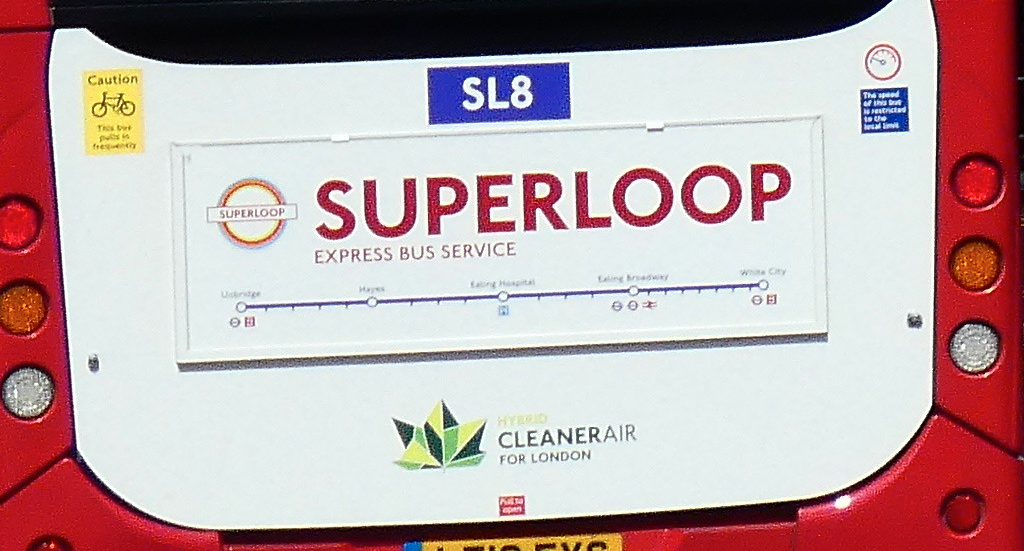 SL8
Caution
This bus
pulls in
frequently
The speed
of this bus
is restricted
to the
local limit
SUPERLOOP
SUPERLOOP
EXPRESS BUS SERVICE
Uxbridge
Hayes
Ealing Hospital
Ealing Broadway
White City
H
HYBRID
CLEANERAIR
FOR LONDON
Pull to
open